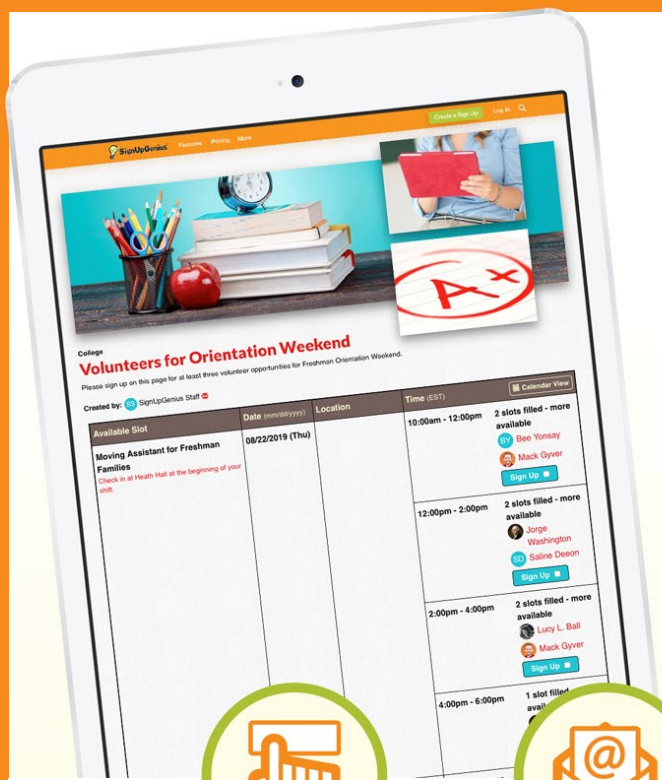 SignUpGenius Features Pricing More Create a Sign Up Log In
A+
College
Volunteers for Orientation Weekend
Please sign up on this page for at least three volunteer opportunities for Freshman Orientation Weekend.
Created by: SS SignUpGenius Staff
Calendar View
Available Slot Date (mm/dd/yyyy) Location Time (EST)
Moving Assistant for Freshman
Families
Check in at Heath Hall at the beginning of your
shift.
08/22/2019 (Thu)
10:00am - 12:00pm
2 slots filled - more
available
BY Bee Yonsay
Mack Gyver
Sign Up
12:00pm - 2:00pm
2 slots filled - more
available
Jorge
Washington
SD Saline Deeon
Sign Up
2:00pm - 4:00pm
2 slots filled - more
available
Lucy L. Ball
Mack Gyver
Sign Up
4:00pm - 6:00pm
1 slot filled
@